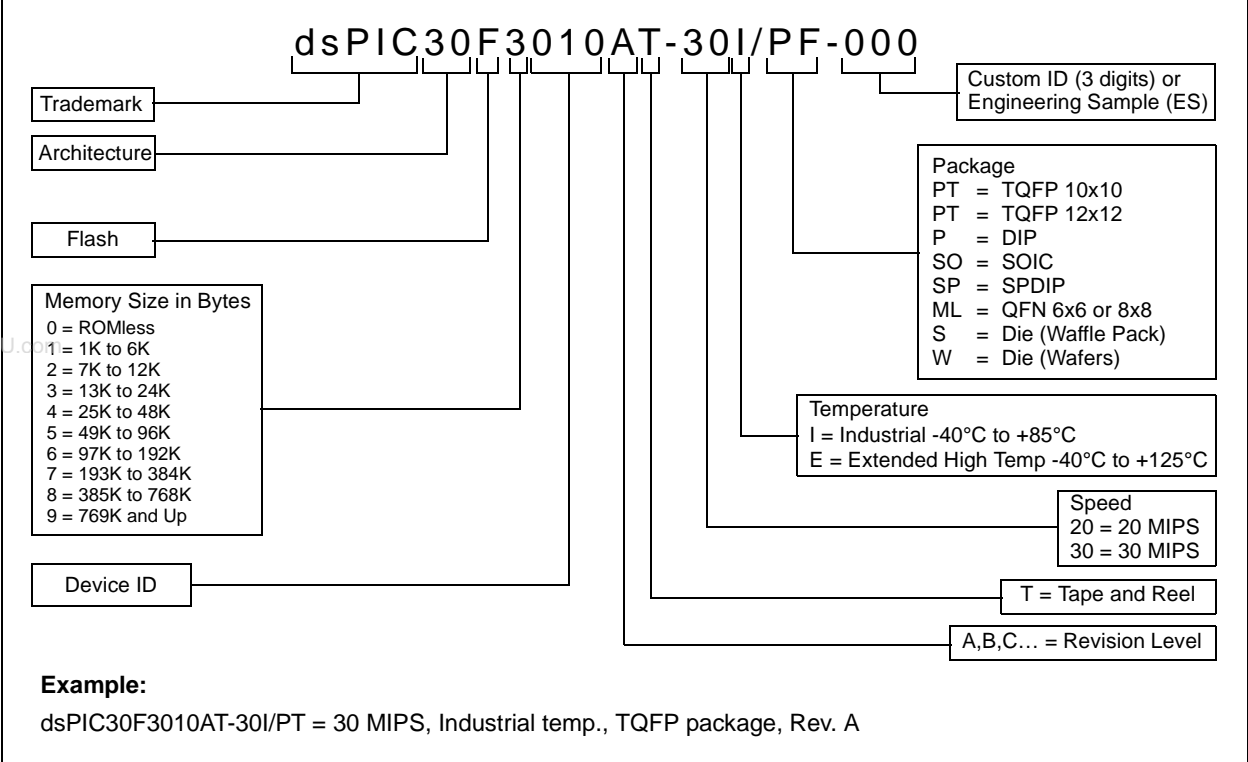 dsPIC30F3010AT-30I/PF-000
Trademark
Architecture
Flash
Memory Size in Bytes
0 = ROMless
1 = 1K to 6K
2 = 7K to 12K
3 = 13K to 24K
4 = 25K to 48K
5 = 49K to 96K
6 = 97K to 192K
7 = 193K to 384K
8 = 385K to 768K
9 = 769K and Up
U.com
Device ID
Custom ID (3 digits) or
Engineering Sample (ES)
Package
PT = TQFP 10x10
PT = TQFP 12x12
P = DIP
SO = SOIC
SP = SPDIP
ML = QFN 6x6 or 8x8
S = Die (Waffle Pack)
W = Die (Wafers)
Temperature
I = Industrial -40°C to +85°C
E = Extended High Temp -40°C to +125°C
Speed
20 = 20 MIPS
30 = 30 MIPS
T = Tape and Reel
A,B,C… = Revision Level
Example:
dsPIC30F3010AT-30I/PT = 30 MIPS, Industrial temp., TQFP package, Rev. A